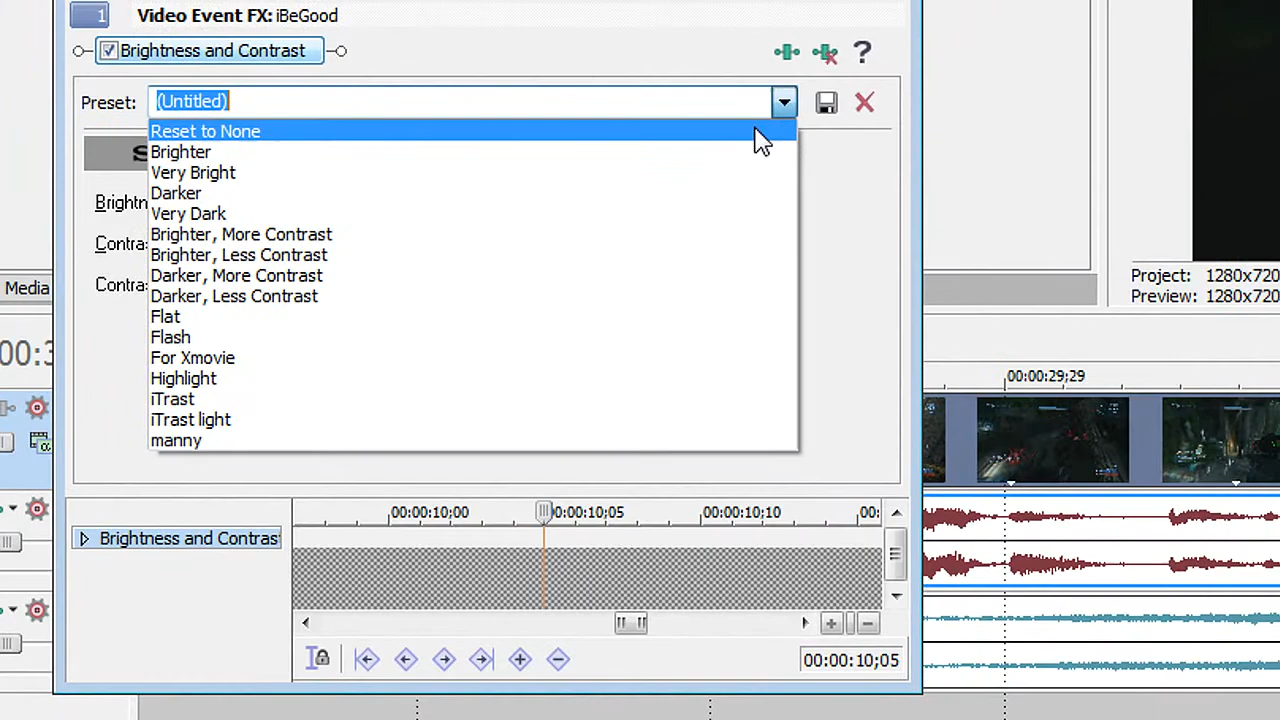 1
Video Event FX: iBeGood
Brightness and Contrast
?
Preset: (Untitled)
Reset to None
Brighter
Very Bright
Darker
Very Dark
Brighter, More Contrast
Brighter, Less Contrast
Darker, More Contrast
Darker, Less Contrast
Flat
Flash
For Xmovie
Highlight
iTrast
iTrast light
manny
S
Brightn
Contra
Contra
Media
Project: 1280x720
Preview: 1280x720
00:3
00:00:29;29
00:00:10;00
00:00:10;05
00:00:10;10
00:
Brightness and Contras
00:00:10;05